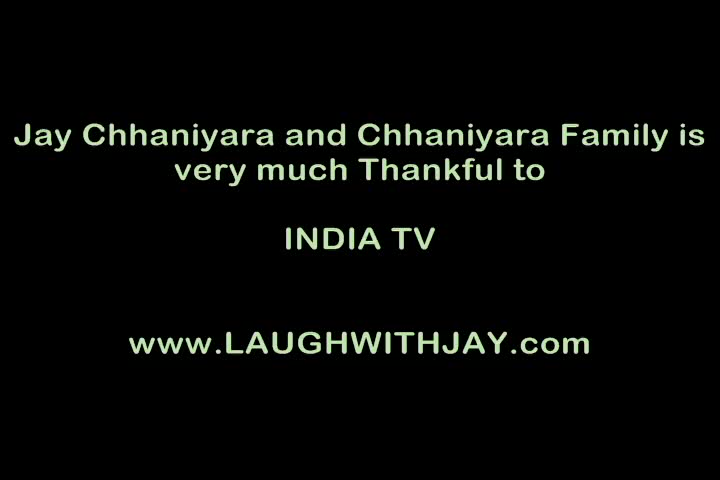 Jay Chhaniyara and Chhaniyara Family is
very much Thankful to
INDIA TV
www.LAUGHWITHJAY.com